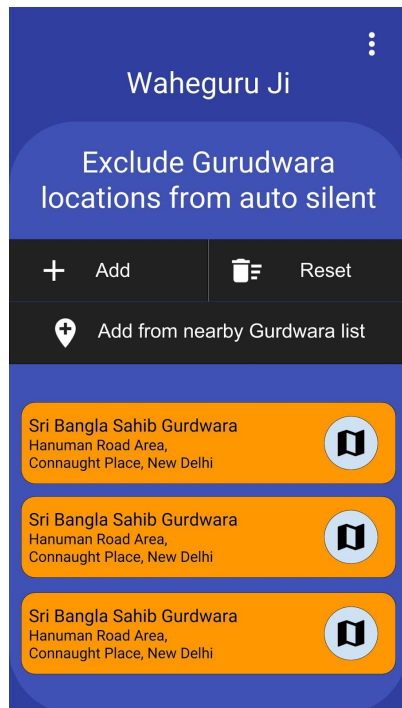 Waheguru Ji
Exclude Gurudwara
locations from auto silent
Add
Reset
Add from nearby Gurdwara list
Sri Bangla Sahib Gurdwara
Hanuman Road Area,
Connaught Place, New Delhi
Sri Bangla Sahib Gurdwara
Hanuman Road Area,
Connaught Place, New Delhi
Sri Bangla Sahib Gurdwara
Hanuman Road Area,
Connaught Place, New Delhi